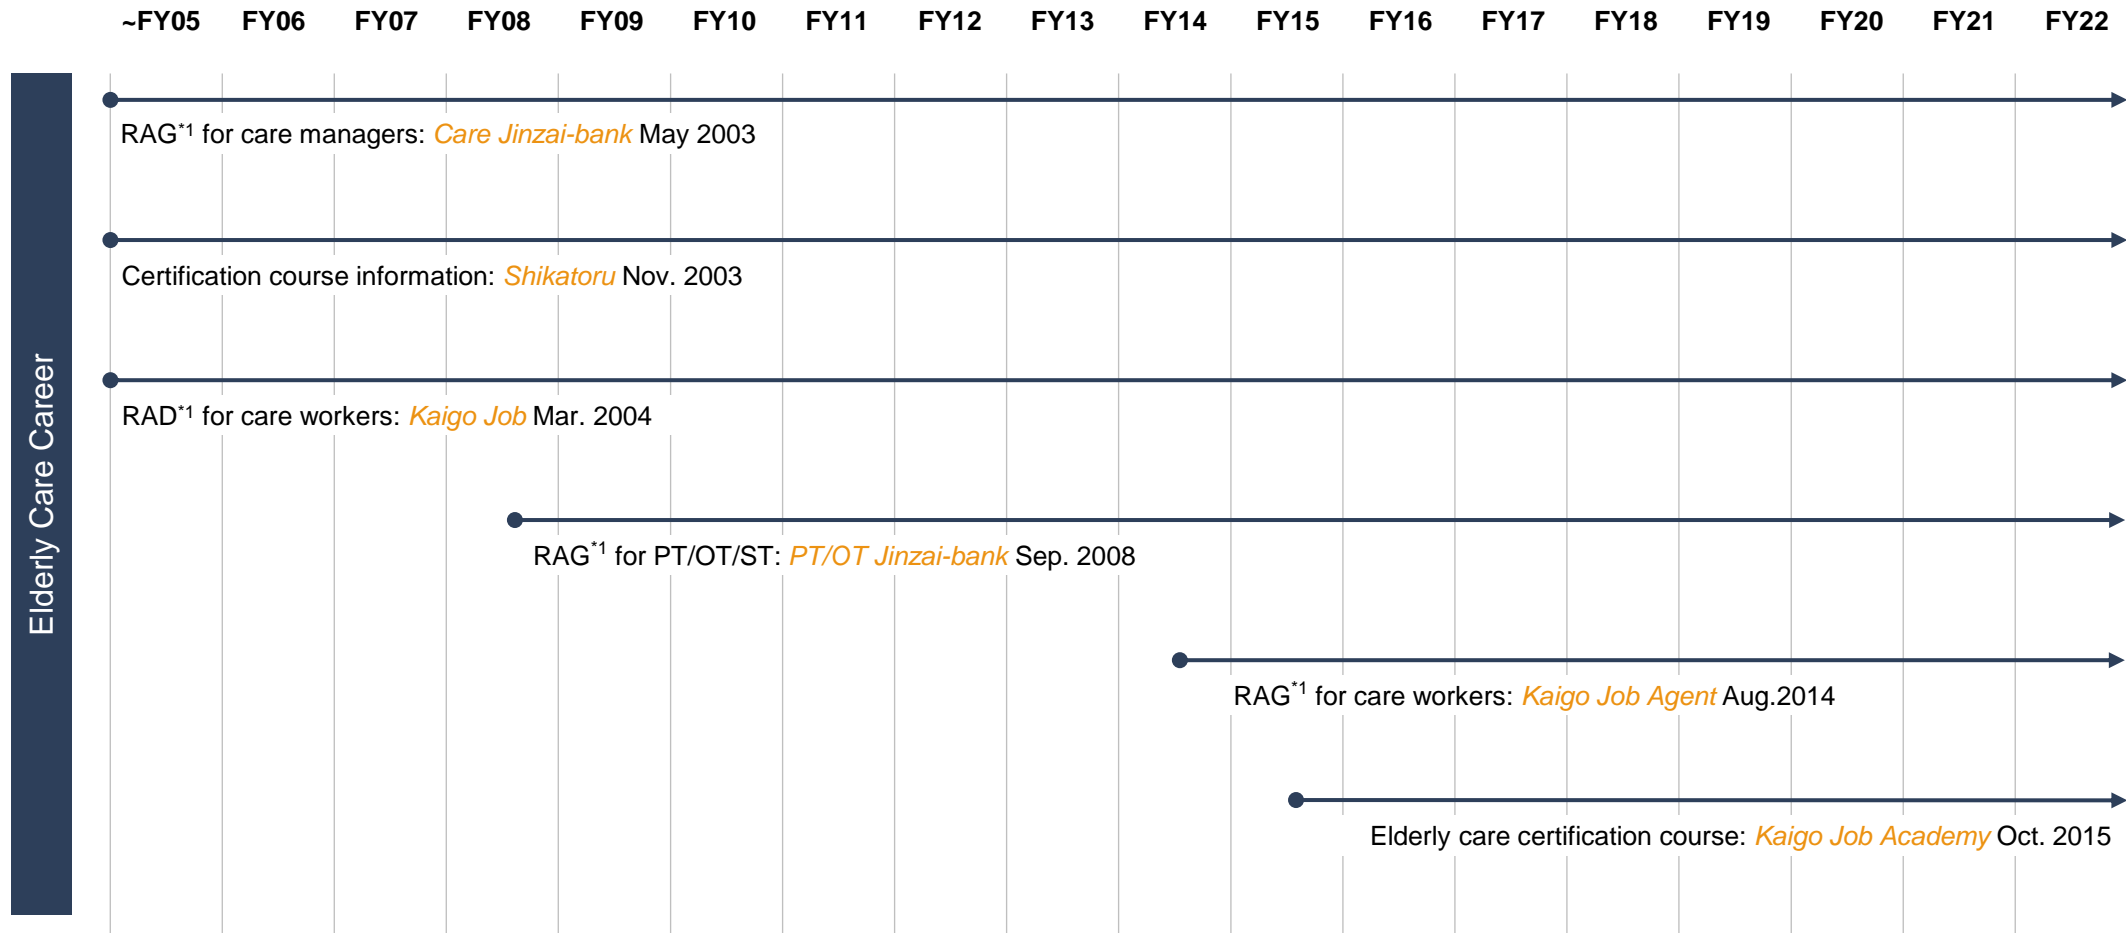 ~FY05 FY06 FY07 FY08 FY09 FY10 FY11 FY12 FY13 FY14 FY15 FY16 FY17 FY18 FY19 FY20 FY21 FY22
Elderly Care Career
RAG*1 for care managers: Care Jinzai-bank May 2003
Certification course information: Shikatoru Nov. 2003
RAD*1 for care workers: Kaigo Job Mar. 2004
RAG*1 for PT/OT/ST: PT/OT Jinzai-bank Sep. 2008
RAG*1 for care workers: Kaigo Job Agent Aug.2014
Elderly care certification course: Kaigo Job Academy Oct. 2015